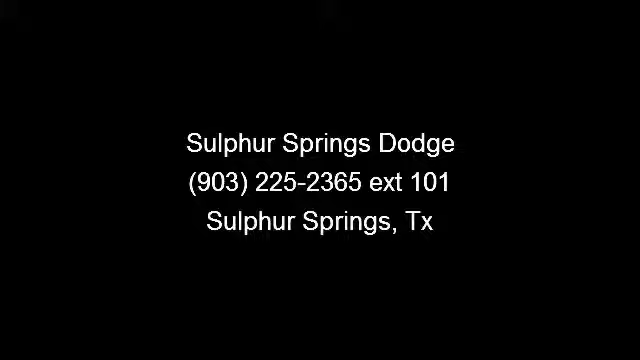 Sulphur Springs Dodge
(903) 225-2365 ext 101
Sulphur Springs, Tx